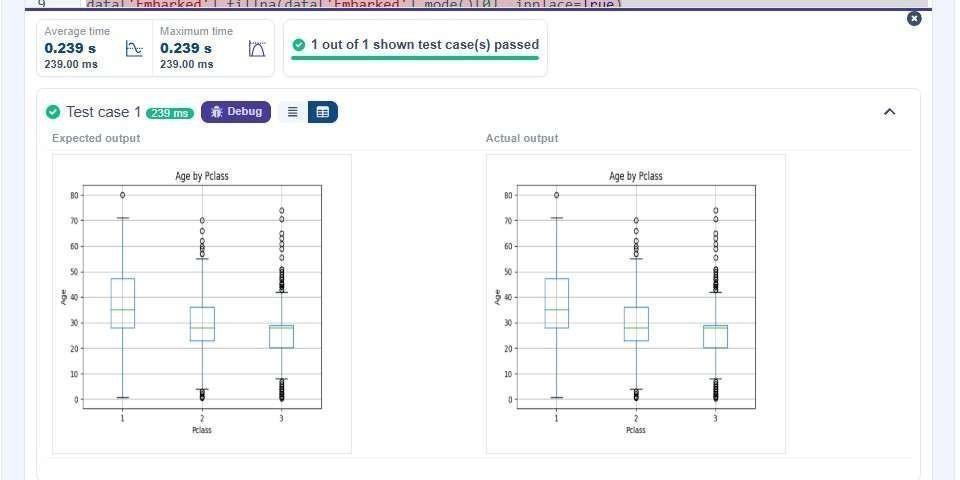 9 data['Embarked'].fillna(data['Embarked'].mode()[0], inplace=True)
Average time
0.239 s
239.00 ms
Maximum time
0.239 s
239.00 ms
1 out of 1 shown test case(s) passed
Test case 1 239 ms Debug
Expected output
Actual output
Age by Pclass
80
70
60
50
40
30
20
10
0
Age
1 2 3
Pclass
Age by Pclass
80
70
60
50
40
30
20
10
0
Age
1 2 3
Pclass